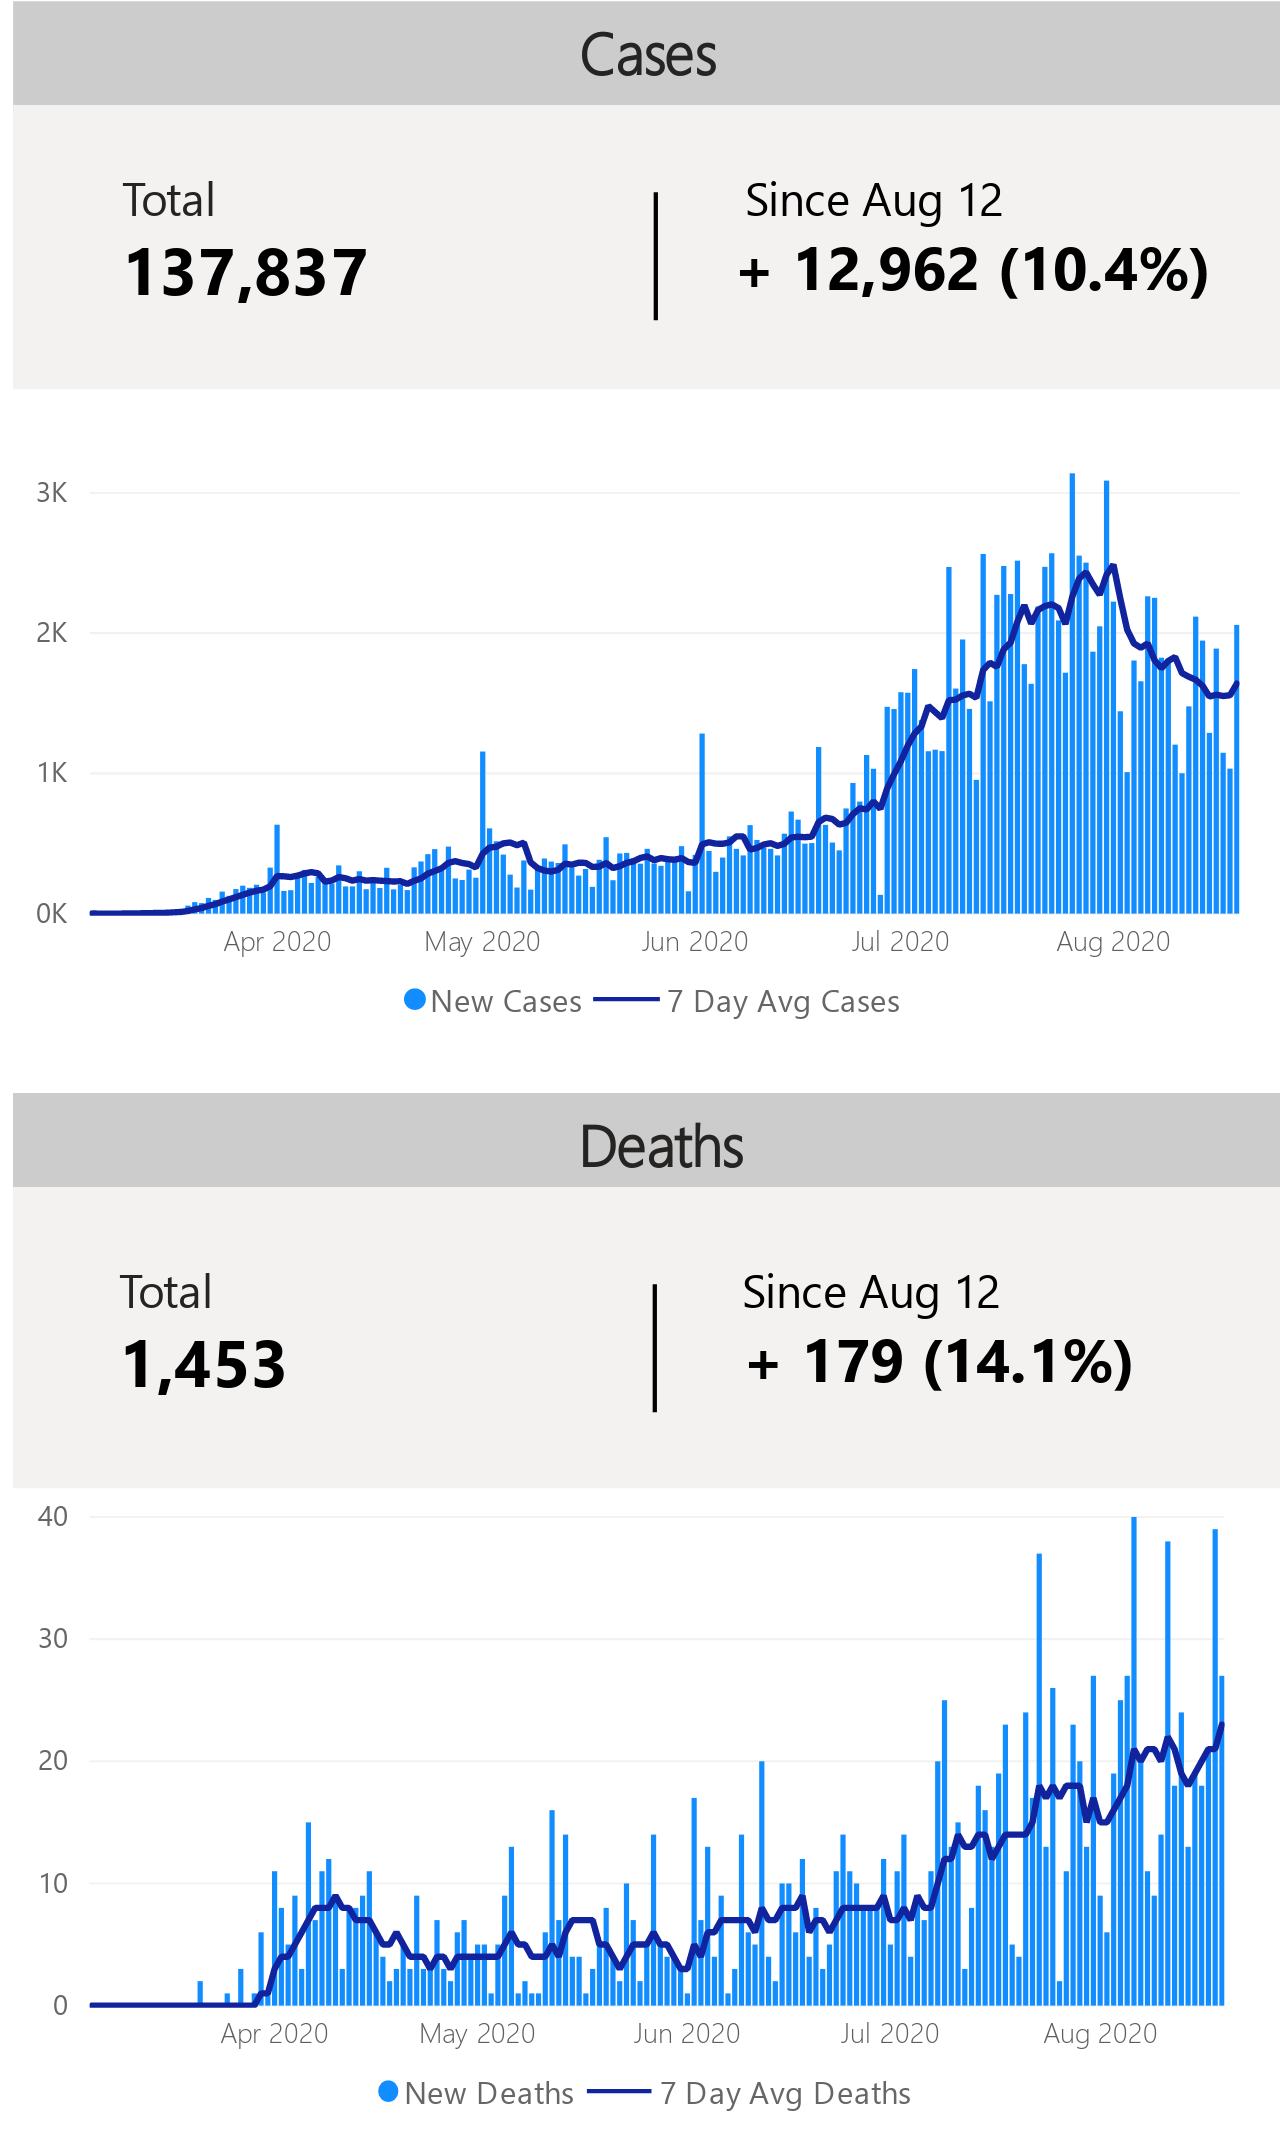 Cases
Total
Since Aug 12
137,837
+ 12,962 (10.4%)
3K
2K
1K
0K
Apr 2020
May 2020
Jun 2020
Jul 2020
Aug 2020
New Cases
7 Day Avg Cases
Deaths
Total
Since Aug 12
1,453
+ 179 (14.1%)
40
30
20
10
0
Apr 2020
May 2020
Jun 2020
Jul 2020
Aug 2020
New Deaths
7 Day Avg Deaths